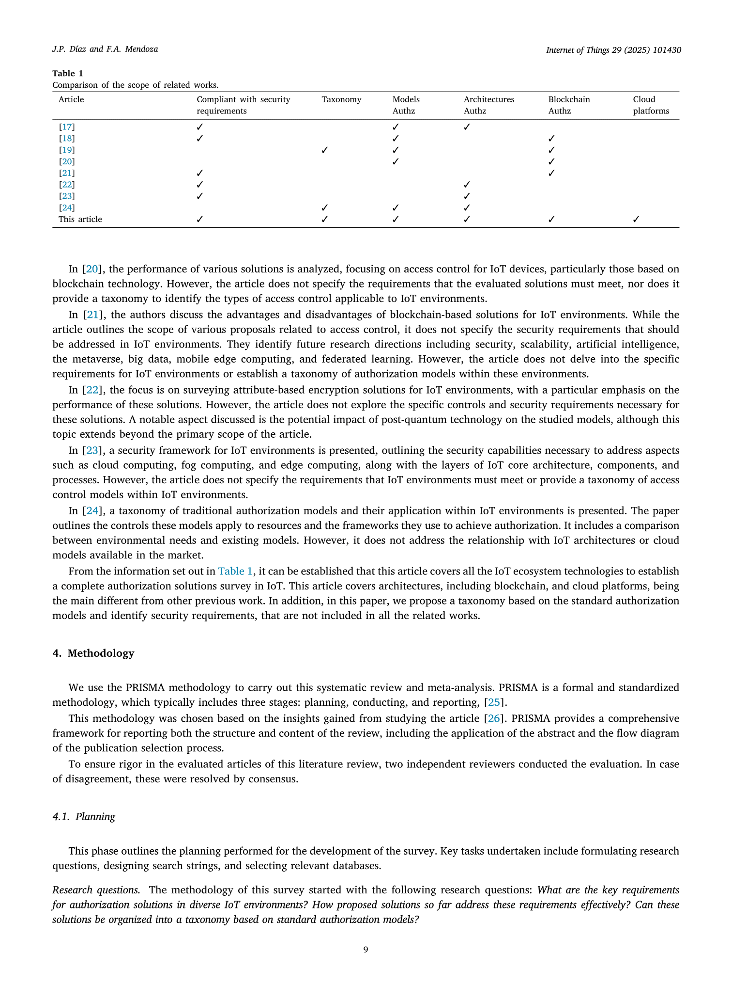 J.P. Díaz and F.A. Mendoza
Internet of Things 29 (2025) 101430
Table 1
Comparison of the scope of related works.
Article Compliant with security requirements Taxonomy Models Authz Architectures Authz Blockchain Authz Cloud platforms
[17] ✓ ✓ ✓
[18] ✓ ✓ ✓
[19] ✓ ✓ ✓
[20] ✓ ✓
[21] ✓ ✓
[22] ✓ ✓
[23] ✓ ✓
[24] ✓ ✓ ✓
This article ✓ ✓ ✓ ✓ ✓ ✓
In [20], the performance of various solutions is analyzed, focusing on access control for IoT devices, particularly those based on
blockchain technology. However, the article does not specify the requirements that the evaluated solutions must meet, nor does it
provide a taxonomy to identify the types of access control applicable to IoT environments.
In [21], the authors discuss the advantages and disadvantages of blockchain-based solutions for IoT environments. While the
article outlines the scope of various proposals related to access control, it does not specify the security requirements that should
be addressed in IoT environments. They identify future research directions including security, scalability, artificial intelligence,
the metaverse, big data, mobile edge computing, and federated learning. However, the article does not delve into the specific
requirements for IoT environments or establish a taxonomy of authorization models within these environments.
In [22], the focus is on surveying attribute-based encryption solutions for IoT environments, with a particular emphasis on the
performance of these solutions. However, the article does not explore the specific controls and security requirements necessary for
these solutions. A notable aspect discussed is the potential impact of post-quantum technology on the studied models, although this
topic extends beyond the primary scope of the article.
In [23], a security framework for IoT environments is presented, outlining the security capabilities necessary to address aspects
such as cloud computing, fog computing, and edge computing, along with the layers of IoT core architecture, components, and
processes. However, the article does not specify the requirements that IoT environments must meet or provide a taxonomy of access
control models within IoT environments.
In [24], a taxonomy of traditional authorization models and their application within IoT environments is presented. The paper
outlines the controls these models apply to resources and the frameworks they use to achieve authorization. It includes a comparison
between environmental needs and existing models. However, it does not address the relationship with IoT architectures or cloud
models available in the market.
From the information set out in Table 1, it can be established that this article covers all the IoT ecosystem technologies to establish
a complete authorization solutions survey in IoT. This article covers architectures, including blockchain, and cloud platforms, being
the main different from other previous work. In addition, in this paper, we propose a taxonomy based on the standard authorization
models and identify security requirements, that are not included in all the related works.
4. Methodology
We use the PRISMA methodology to carry out this systematic review and meta-analysis. PRISMA is a formal and standardized
methodology, which typically includes three stages: planning, conducting, and reporting, [25].
This methodology was chosen based on the insights gained from studying the article [26]. PRISMA provides a comprehensive
framework for reporting both the structure and content of the review, including the application of the abstract and the flow diagram
of the publication selection process.
To ensure rigor in the evaluated articles of this literature review, two independent reviewers conducted the evaluation. In case
of disagreement, these were resolved by consensus.
4.1. Planning
This phase outlines the planning performed for the development of the survey. Key tasks undertaken include formulating research
questions, designing search strings, and selecting relevant databases.
Research questions. The methodology of this survey started with the following research questions: What are the key requirements
for authorization solutions in diverse IoT environments? How proposed solutions so far address these requirements effectively? Can these
solutions be organized into a taxonomy based on standard authorization models?
9